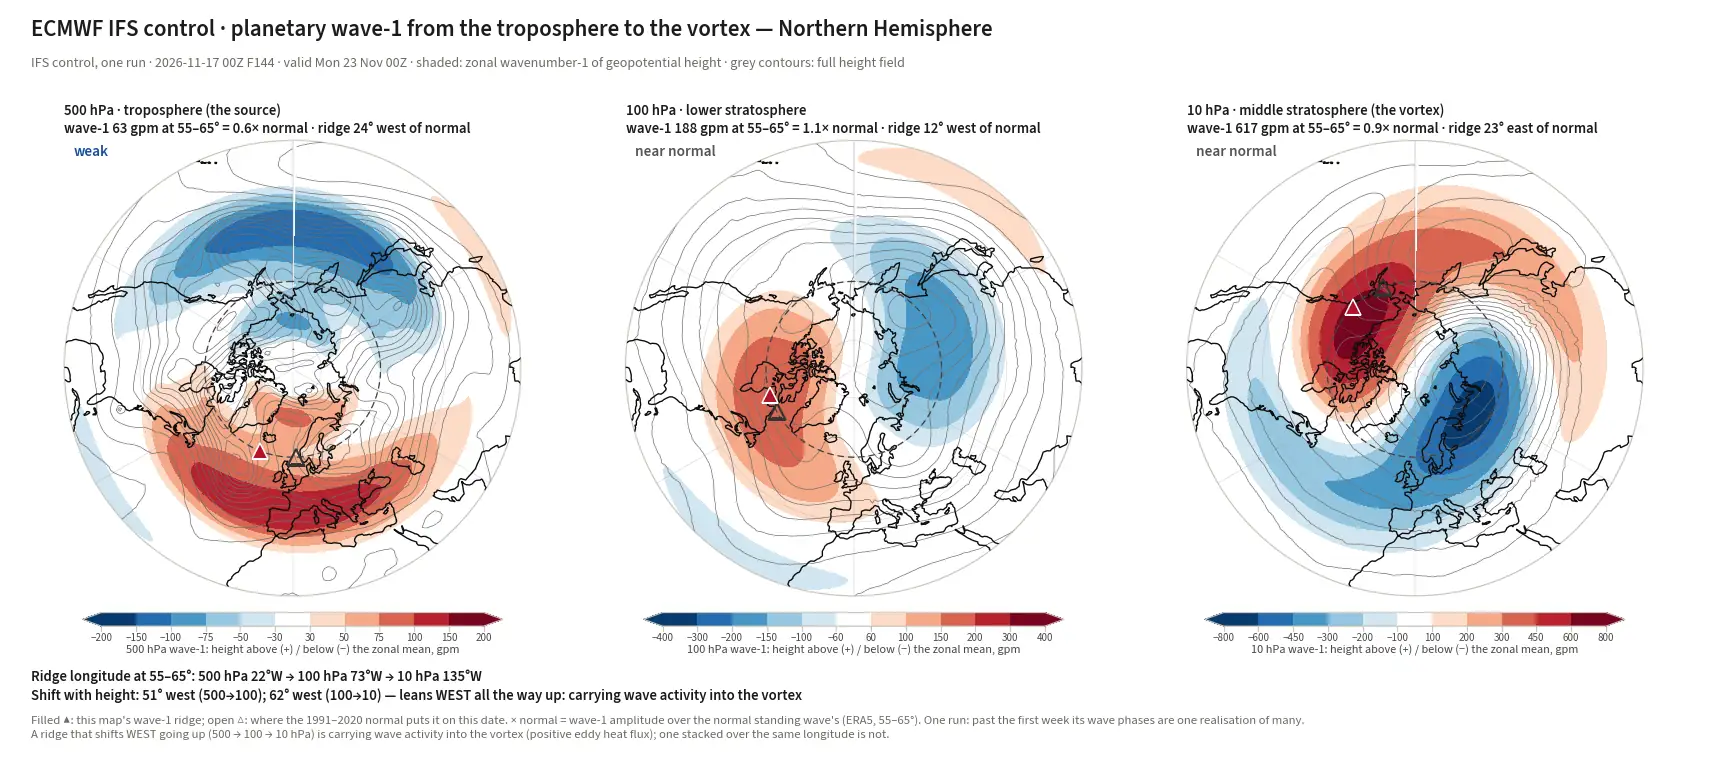 ECMWF IFS control · planetary wave-1 from the troposphere to the vortex — Northern Hemisphere
IFS control, one run · 2026-11-17 00Z F144 · valid Mon 23 Nov 00Z · shaded: zonal wavenumber-1 of geopotential height · grey contours: full height field
500 hPa · troposphere (the source)
wave-1 63 gpm at 55–65° = 0.6× normal · ridge 24° west of normal
weak
100 hPa · lower stratosphere
wave-1 188 gpm at 55–65° = 1.1× normal · ridge 12° west of normal
near normal
10 hPa · middle stratosphere (the vortex)
wave-1 617 gpm at 55–65° = 0.9× normal · ridge 23° east of normal
near normal
−200 −150 −100 −75 −50 −30 30 50 75 100 150 200
500 hPa wave-1: height above (+) / below (−) the zonal mean, gpm
−400 −300 −200 −150 −100 −60 60 100 150 200 300 400
100 hPa wave-1: height above (+) / below (−) the zonal mean, gpm
−800 −600 −450 −300 −200 −100 100 200 300 450 600 800
10 hPa wave-1: height above (+) / below (−) the zonal mean, gpm
Ridge longitude at 55–65°: 500 hPa 22°W → 100 hPa 73°W → 10 hPa 135°W
Shift with height: 51° west (500→100); 62° west (100→10) — leans WEST all the way up: carrying wave activity into the vortex
Filled ▲: this map's wave-1 ridge; open △: where the 1991–2020 normal puts it on this date. × normal = wave-1 amplitude over the normal standing wave's (ERA5, 55–65°). One run: past the first week its wave phases are one realisation of many.
A ridge that shifts WEST going up (500 → 100 → 10 hPa) is carrying wave activity into the vortex (positive eddy heat flux); one stacked over the same longitude is not.